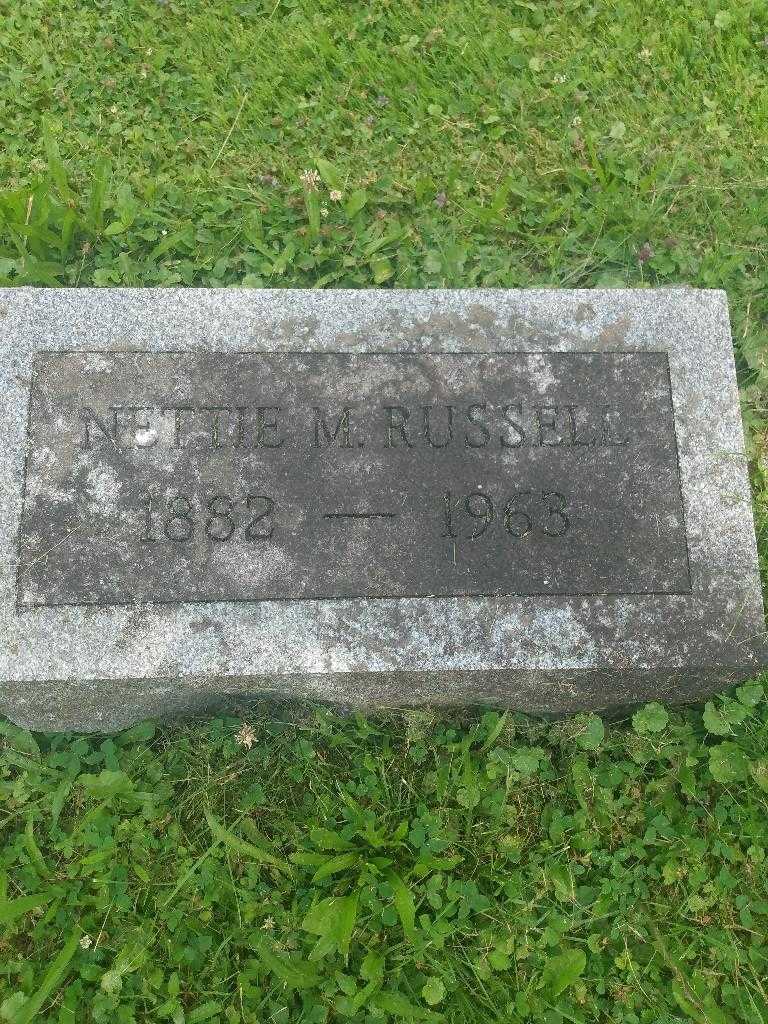 NETTIE M. RUSSELL
1882 — 1963